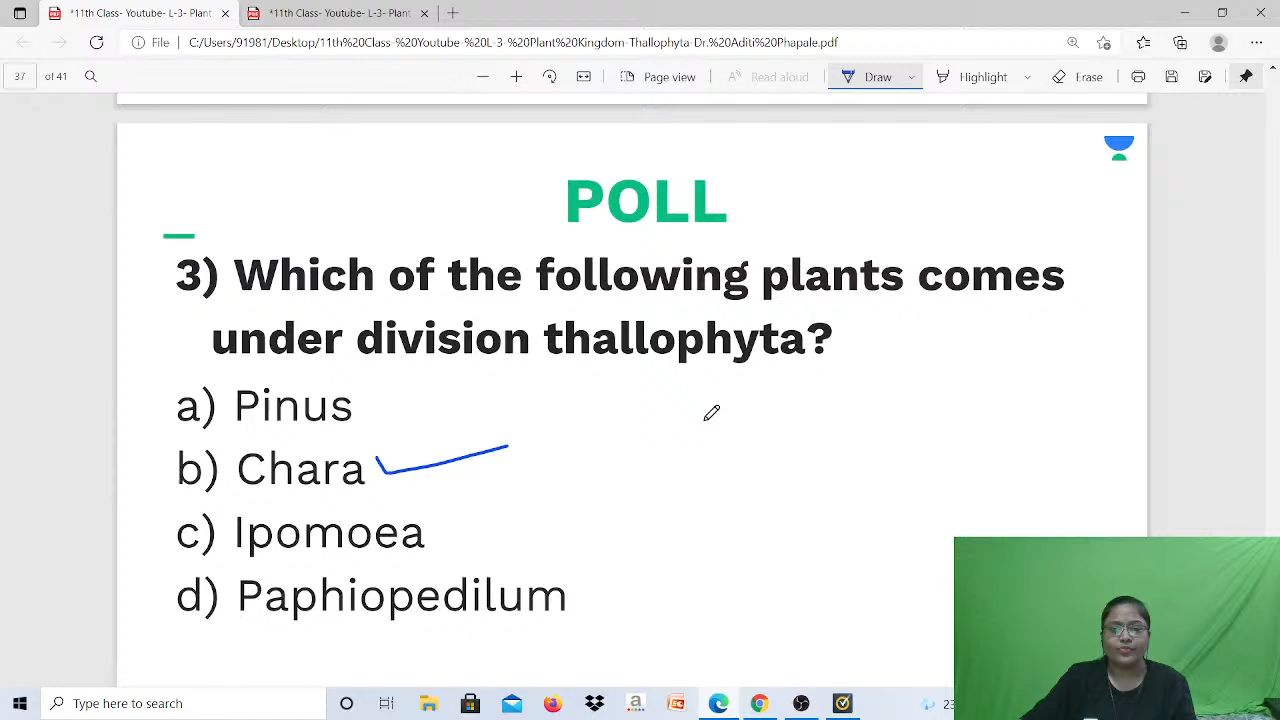 *11th Class- Youtube- L-3- Plant
*11th Class- Youtube- L-3- Plant
File
C:/Users/91981/Desktop/11th%20Class-%20Youtube-%20L-3_%20Plant%20Kingdom-Thallophyta-Dr.%20Aditi%20Phapale.pdf
37 of 41
Page view
Read aloud
Draw
Highlight
Erase
POLL
3) Which of the following plants comes
under division thallophyta?
a) Pinus
b) Chara
c) Ipomoea
d) Paphiopedilum
Type here to search